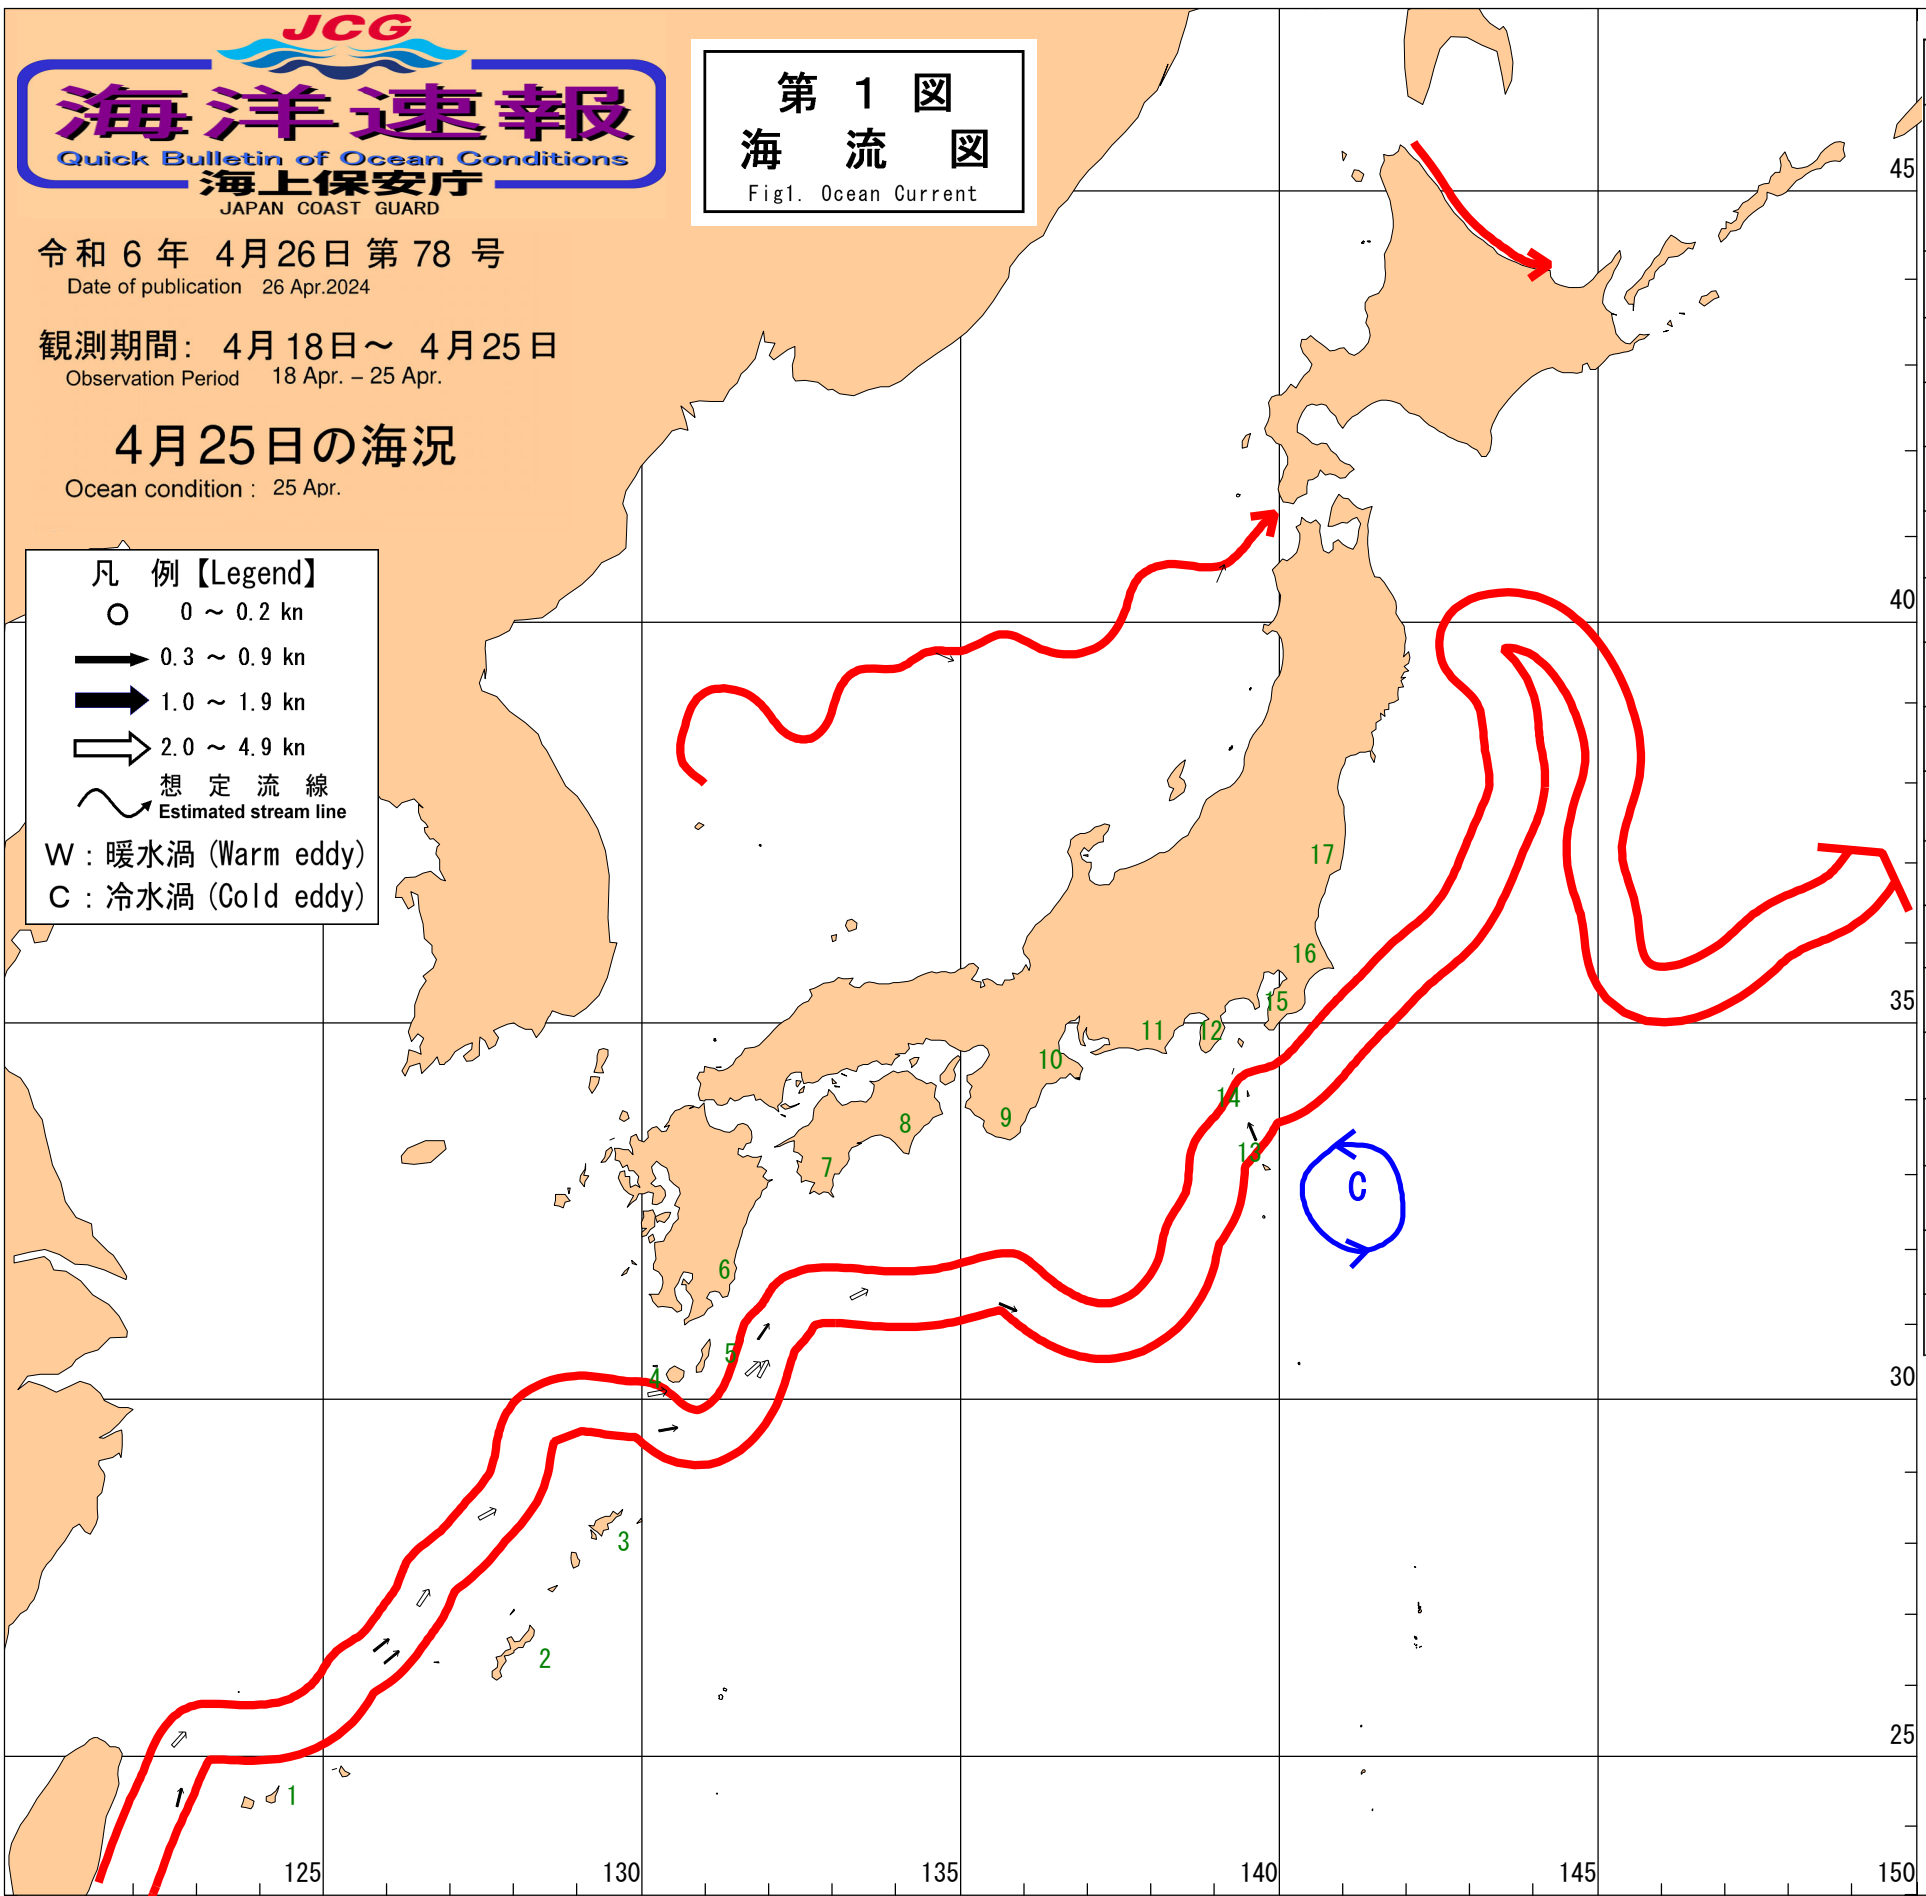 JCG
海洋速報
Quick Bulletin of Ocean Conditions
海上保安庁
JAPAN COAST GUARD
令和 6 年 4月26日 第 78 号
Date of publication 26 Apr.2024
観測期間: 4月18日～ 4月25日
Observation Period 18 Apr. – 25 Apr.
4月25日の海況
Ocean condition : 25 Apr.
第 1 図
海 流 図
Fig1. Ocean Current
凡 例【Legend】
0 ～ 0.2 kn
0.3 ～ 0.9 kn
1.0 ～ 1.9 kn
2.0 ～ 4.9 kn
想 定 流 線
Estimated stream line
W : 暖水渦 (Warm eddy)
C : 冷水渦 (Cold eddy)
45
40
17
16
35
15
11
12
10
14
9
8
13
7
C
6
5
4
30
3
2
25
1
125
130
135
140
145
150